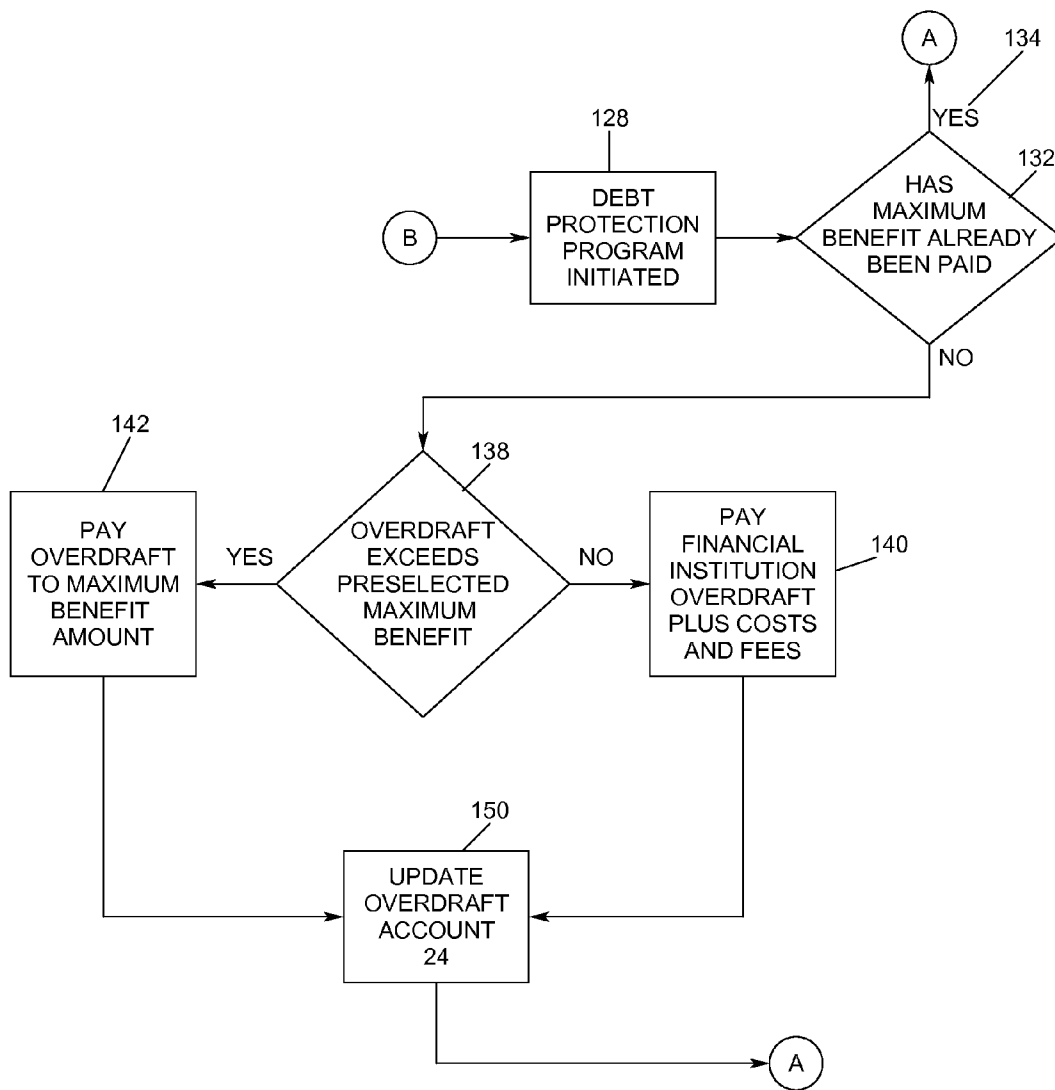 A
134
YES
128
132
DEBT
PROTECTION
PROGRAM
INITIATED
HAS
MAXIMUM
BENEFIT ALREADY
BEEN PAID
B
NO
142
138
PAY
OVERDRAFT
TO MAXIMUM
BENEFIT
AMOUNT
YES
OVERDRAFT
EXCEEDS
PRESELECTED
MAXIMUM
BENEFIT
NO
PAY
FINANCIAL
INSTITUTION
OVERDRAFT
PLUS COSTS
AND FEES
140
150
UPDATE
OVERDRAFT
ACCOUNT
24
A